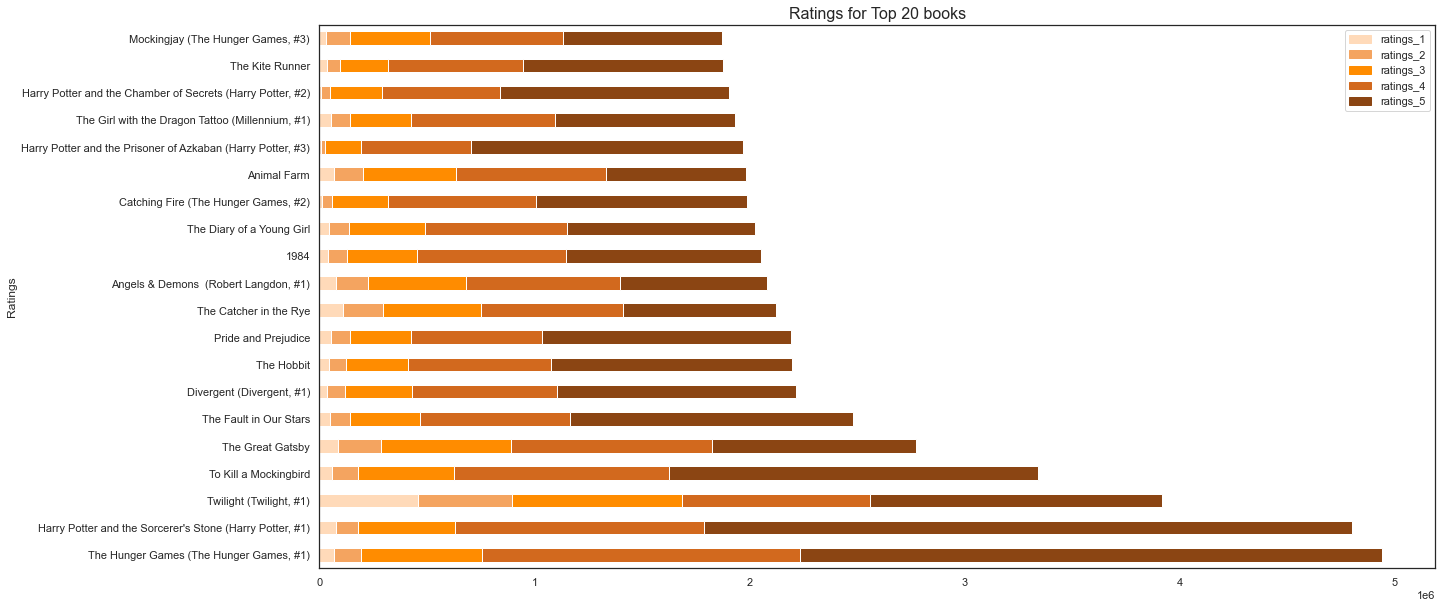 Ratings for Top 20 books
Mockingjay (The Hunger Games, #3)
The Kite Runner
Harry Potter and the Chamber of Secrets (Harry Potter, #2)
The Girl with the Dragon Tattoo (Millennium, #1)
Harry Potter and the Prisoner of Azkaban (Harry Potter, #3)
Animal Farm
Catching Fire (The Hunger Games, #2)
The Diary of a Young Girl
1984
Angels & Demons  (Robert Langdon, #1)
The Catcher in the Rye
Pride and Prejudice
The Hobbit
Divergent (Divergent, #1)
The Fault in Our Stars
The Great Gatsby
To Kill a Mockingbird
Twilight (Twilight, #1)
Harry Potter and the Sorcerer's Stone (Harry Potter, #1)
The Hunger Games (The Hunger Games, #1)
Ratings
ratings_1
ratings_2
ratings_3
ratings_4
ratings_5
0 1 2 3 4 5
1e6